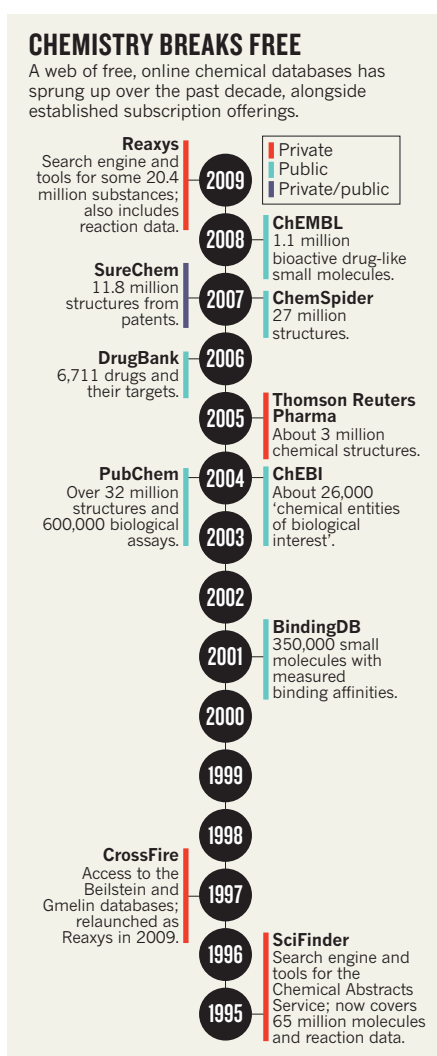 CHEMISTRY BREAKS FREE
A web of free, online chemical databases has
sprung up over the past decade, alongside
established subscription offerings.
Private
Public
Private/public
Reaxys
Search engine and
tools for some 20.4
million substances;
also includes
reaction data.
2009
2008
ChEMBL
1.1 million
bioactive drug-like
small molecules.
SureChem
11.8 million
structures from
patents.
2007
ChemSpider
27 million
structures.
2006
DrugBank
6,711 drugs and
their targets.
2005
Thomson Reuters
Pharma
About 3 million
chemical structures.
PubChem
Over 32 million
structures and
600,000 biological
assays.
2004
ChEBI
About 26,000
‘chemical entities
of biological
interest’.
2003
2002
2001
BindingDB
350,000 small
molecules with
measured
binding affinities.
2000
1999
1998
CrossFire
Access to the
Beilstein and
Gmelin databases;
relaunched as
Reaxys in 2009.
1997
1996
1995
SciFinder
Search engine and
tools for the
Chemical Abstracts
Service; now covers
65 million molecules
and reaction data.